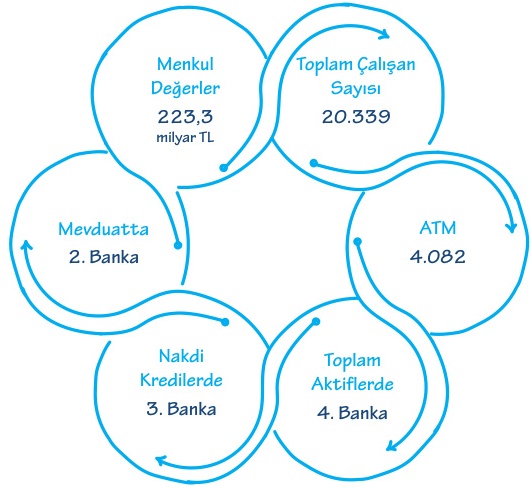 Menkul
Değerler
223,3
milyar TL
Toplam Çalışan
Sayısı
20.339
Mevduatta
2. Banka
ATM
4.082
Nakdi
Kredilerde
3. Banka
Toplam
Aktiflerde
4. Banka